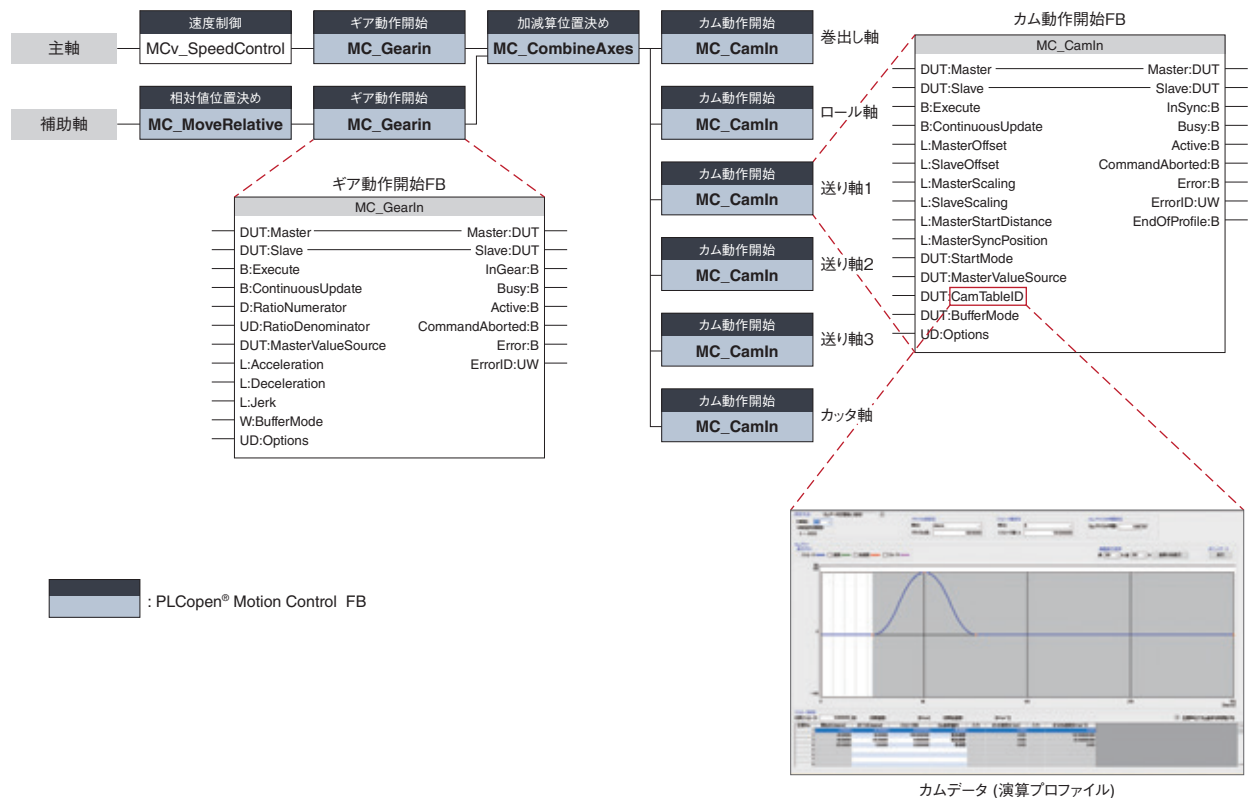 速度制御
MCv_SpeedControl
ギア動作開始
MC_Gearin
加減算位置決め
MC_CombineAxes
主軸
相対値位置決め
MC_MoveRelative
ギア動作開始
MC_Gearin
補助軸
カム動作開始
MC_CamIn
巻出し軸
カム動作開始
MC_CamIn
ロール軸
カム動作開始
MC_CamIn
送り軸1
カム動作開始
MC_CamIn
送り軸2
カム動作開始
MC_CamIn
送り軸3
カム動作開始
MC_CamIn
カッタ軸
ギア動作開始FB
MC_GearIn
DUT:Master Master:DUT
DUT:Slave Slave:DUT
B:Execute InGear:B
B:ContinuousUpdate Busy:B
D:RatioNumerator Active:B
UD:RatioDenominator CommandAborted:B
DUT:MasterValueSource Error:B
L:Acceleration ErrorID:UW
L:Deceleration
L:Jerk
W:BufferMode
UD:Options
カム動作開始FB
MC_CamIn
DUT:Master Master:DUT
DUT:Slave Slave:DUT
B:Execute InSync:B
B:ContinuousUpdate Busy:B
L:MasterOffset Active:B
L:SlaveOffset CommandAborted:B
L:MasterScaling Error:B
L:SlaveScaling ErrorID:UW
L:MasterStartDistance EndOfProfile:B
L:MasterSyncPosition
DUT:StartMode
DUT:MasterValueSource
DUT:CamTableID
DUT:BufferMode
UD:Options
: PLCopen® Motion Control FB
カムデータ (演算プロファイル)